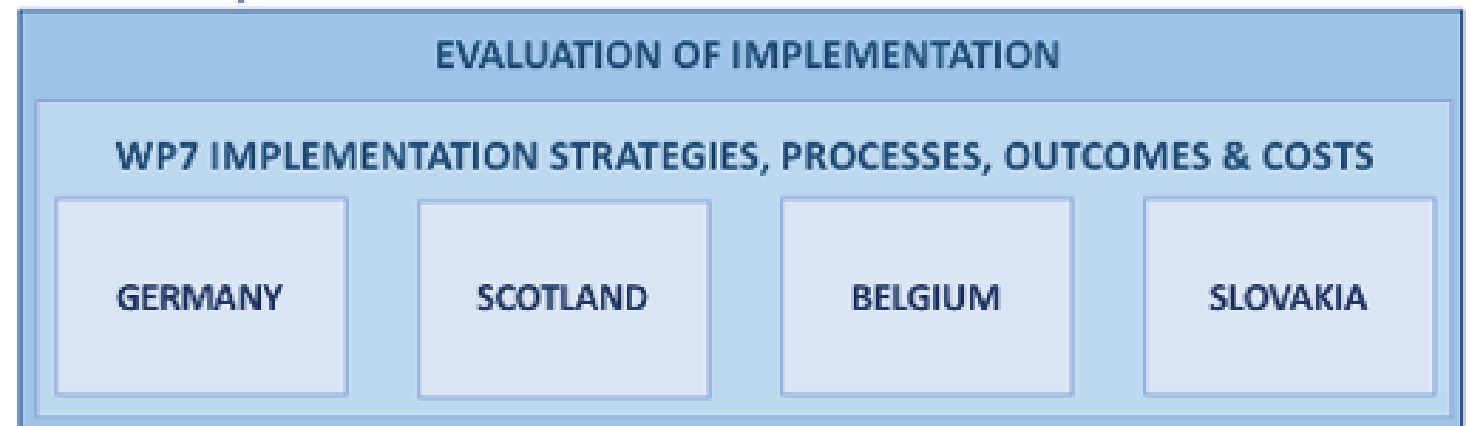 EVALUATION OF IMPLEMENTATION
WP7 IMPLEMENTATION STRATEGIES, PROCESSES, OUTCOMES & COSTS
GERMANY
SCOTLAND
BELGIUM
SLOVAKIA